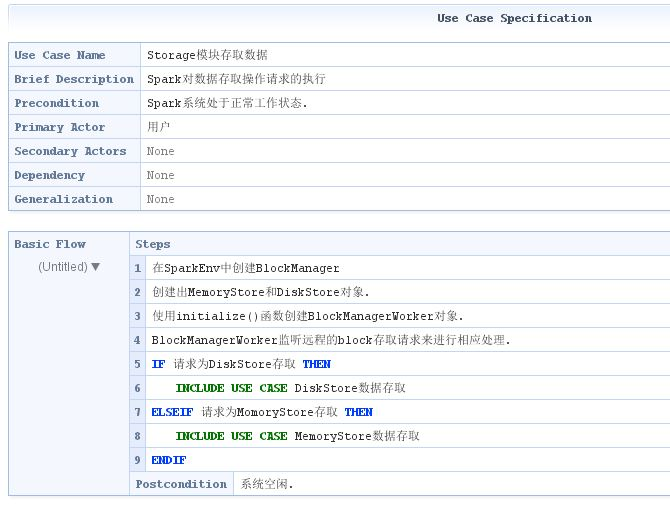 Use Case Specification
Use Case Name Storage模块存取数据
Brief Description Spark对数据存取操作请求的执行
Precondition Spark系统处于正常工作状态.
Primary Actor 用户
Secondary Actors None
Dependency None
Generalization None
Basic Flow Steps
(Untitled) ▼
1 在SparkEnv中创建BlockManager
2 创建出MemoryStore和DiskStore对象.
3 使用initialize()函数创建BlockManagerWorker对象.
4 BlockManagerWorker监听远程的block存取请求来进行相应处理.
5 IF 请求为DiskStore存取 THEN
6 INCLUDE USE CASE DiskStore数据存取
7 ELSEIF 请求为MomoryStore存取 THEN
8 INCLUDE USE CASE MemoryStore数据存取
9 ENDIF
Postcondition 系统空闲.